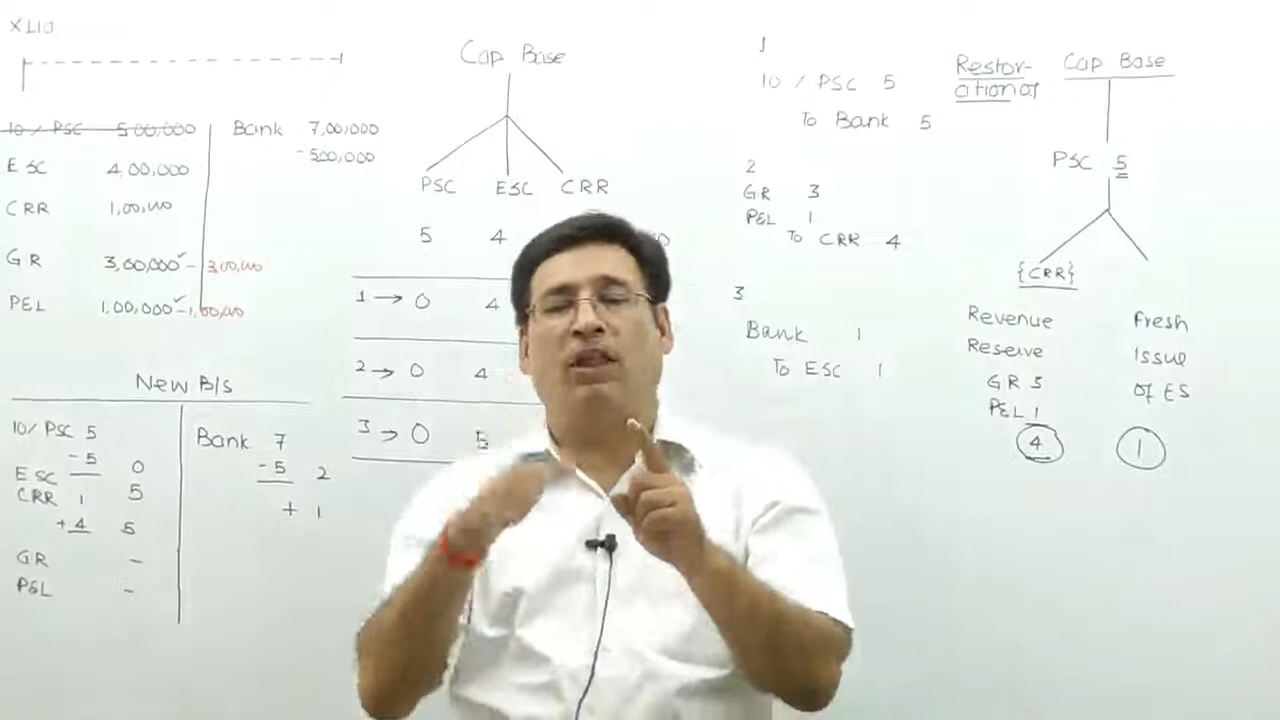 X Ltd
10% PSC 5,00,000
Bank 7,00,000
-500,000
ESC 4,00,000
CRR 1,00,000
GR 3,00,000 ✓ - 3,00,000
P&L 1,00,000 ✓ - 1,00,000
New B/s
10% PSC 5
-5 0
ESC 5
CRR 1
+4 5
GR -
P&L -
Bank 7
-5 2
+ 1
Cap Base
PSC ESC CRR
5 4
1 → 0 4
2 → 0 4
3 → 0 5
1
10% PSC 5
To Bank 5
2
GR 3
P&L 1
To CRR 4
3
Bank 1
To ESC 1
Restor-
ation of Cap Base
PSC 5
{CRR}
Revenue
Reserve
GR 3
P&L 1
4
Fresh
Issue
of ES
1